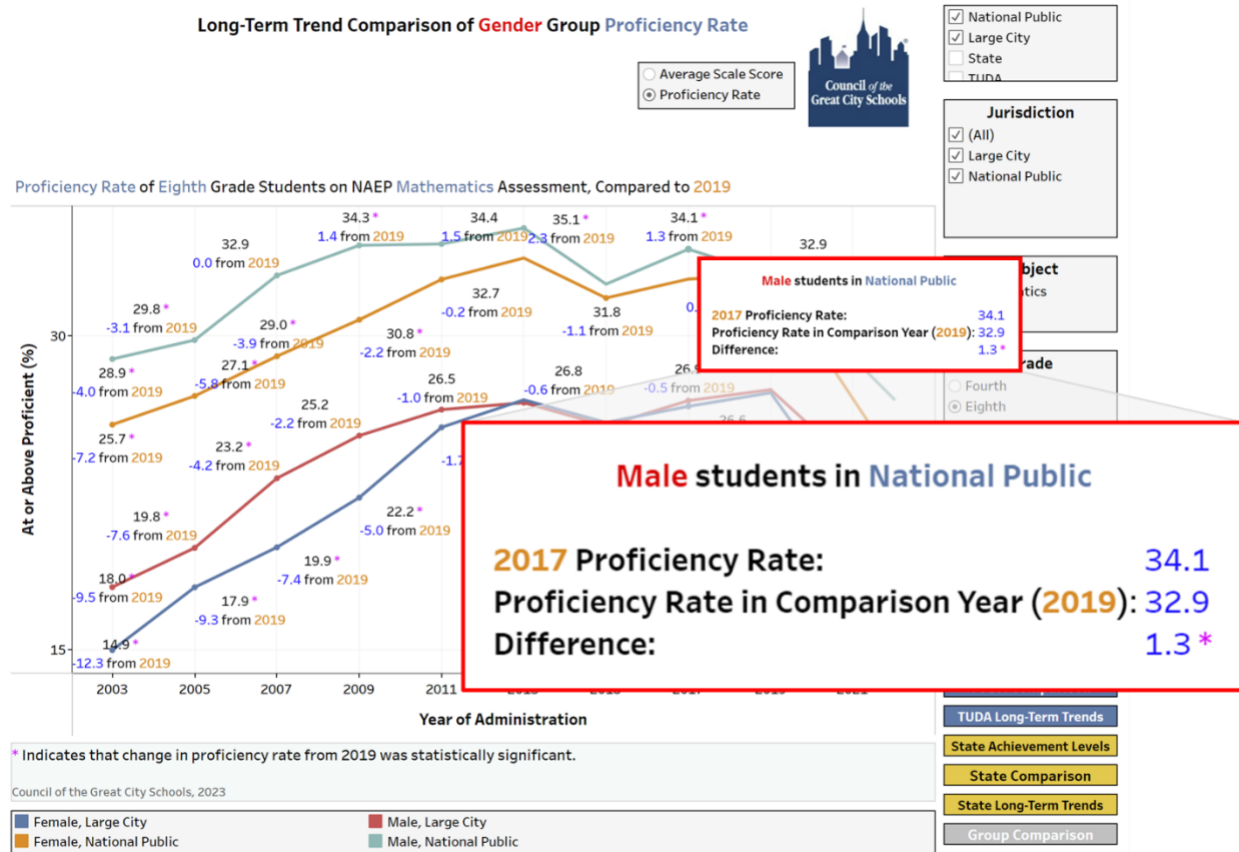 Long-Term Trend Comparison of Gender Group Proficiency Rate
Average Scale Score
Proficiency Rate
Council of the
Great City Schools
National Public
Large City
State
TUDA
Jurisdiction
(All)
Large City
National Public
Proficiency Rate of Eighth Grade Students on NAEP Mathematics Assessment, Compared to 2019
34.3 *
1.4 from 2019
34.4
1.5 from 2019
35.1 *
2.3 from 2019
34.1 *
1.3 from 2019
32.9
32.9
0.0 from 2019
29.8 *
-3.1 from 2019
29.0 *
-3.9 from 2019
32.7
-0.2 from 2019
31.8
-1.1 from 2019
30
28.9 *
-4.0 from 2019
27.1 *
-5.8 from 2019
30.8 *
-2.2 from 2019
26.5
-1.0 from 2019
26.8
-0.6 from 2019
-0.5 from 2019
26.6
25.7 *
-7.2 from 2019
23.2 *
-4.2 from 2019
25.2
-2.2 from 2019
19.8 *
-7.6 from 2019
22.2 *
-5.0 from 2019
18.0 *
-9.5 from 2019
17.9 *
-9.3 from 2019
19.9 *
-7.4 from 2019
15
14.9 *
-12.3 from 2019
At or Above Proficient (%)
2003 2005 2007 2009 2011
Year of Administration
Male students in National Public
2017 Proficiency Rate: 34.1
Proficiency Rate in Comparison Year (2019): 32.9
Difference: 1.3 *
Fourth
Eighth
Male students in National Public
2017 Proficiency Rate: 34.1
Proficiency Rate in Comparison Year (2019): 32.9
Difference: 1.3 *
TUDA Long-Term Trends
State Achievement Levels
State Comparison
State Long-Term Trends
Group Comparison
* Indicates that change in proficiency rate from 2019 was statistically significant.
Council of the Great City Schools, 2023
Female, Large City
Male, Large City
Female, National Public
Male, National Public